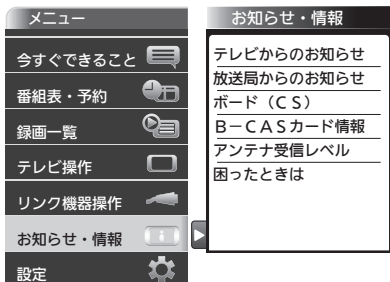 メニュー
今すぐできること
番組表・予約
録画一覧
テレビ操作
リンク機器操作
お知らせ・情報
設定
お知らせ・情報
テレビからのお知らせ
放送局からのお知らせ
ボード（ＣＳ）
Ｂ－ＣＡＳカード情報
アンテナ受信レベル
困ったときは